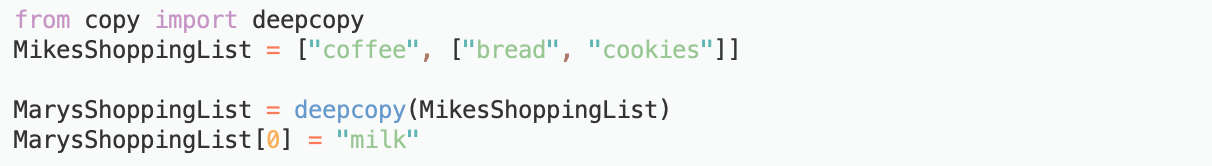 from copy import deepcopy
MikesShoppingList = ["coffee", ["bread", "cookies"]]
MarysShoppingList = deepcopy(MikesShoppingList)
MarysShoppingList[0] = "milk"